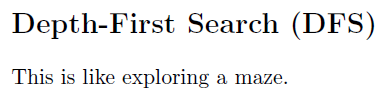 Depth-First Search (DFS)
This is like exploring a maze.